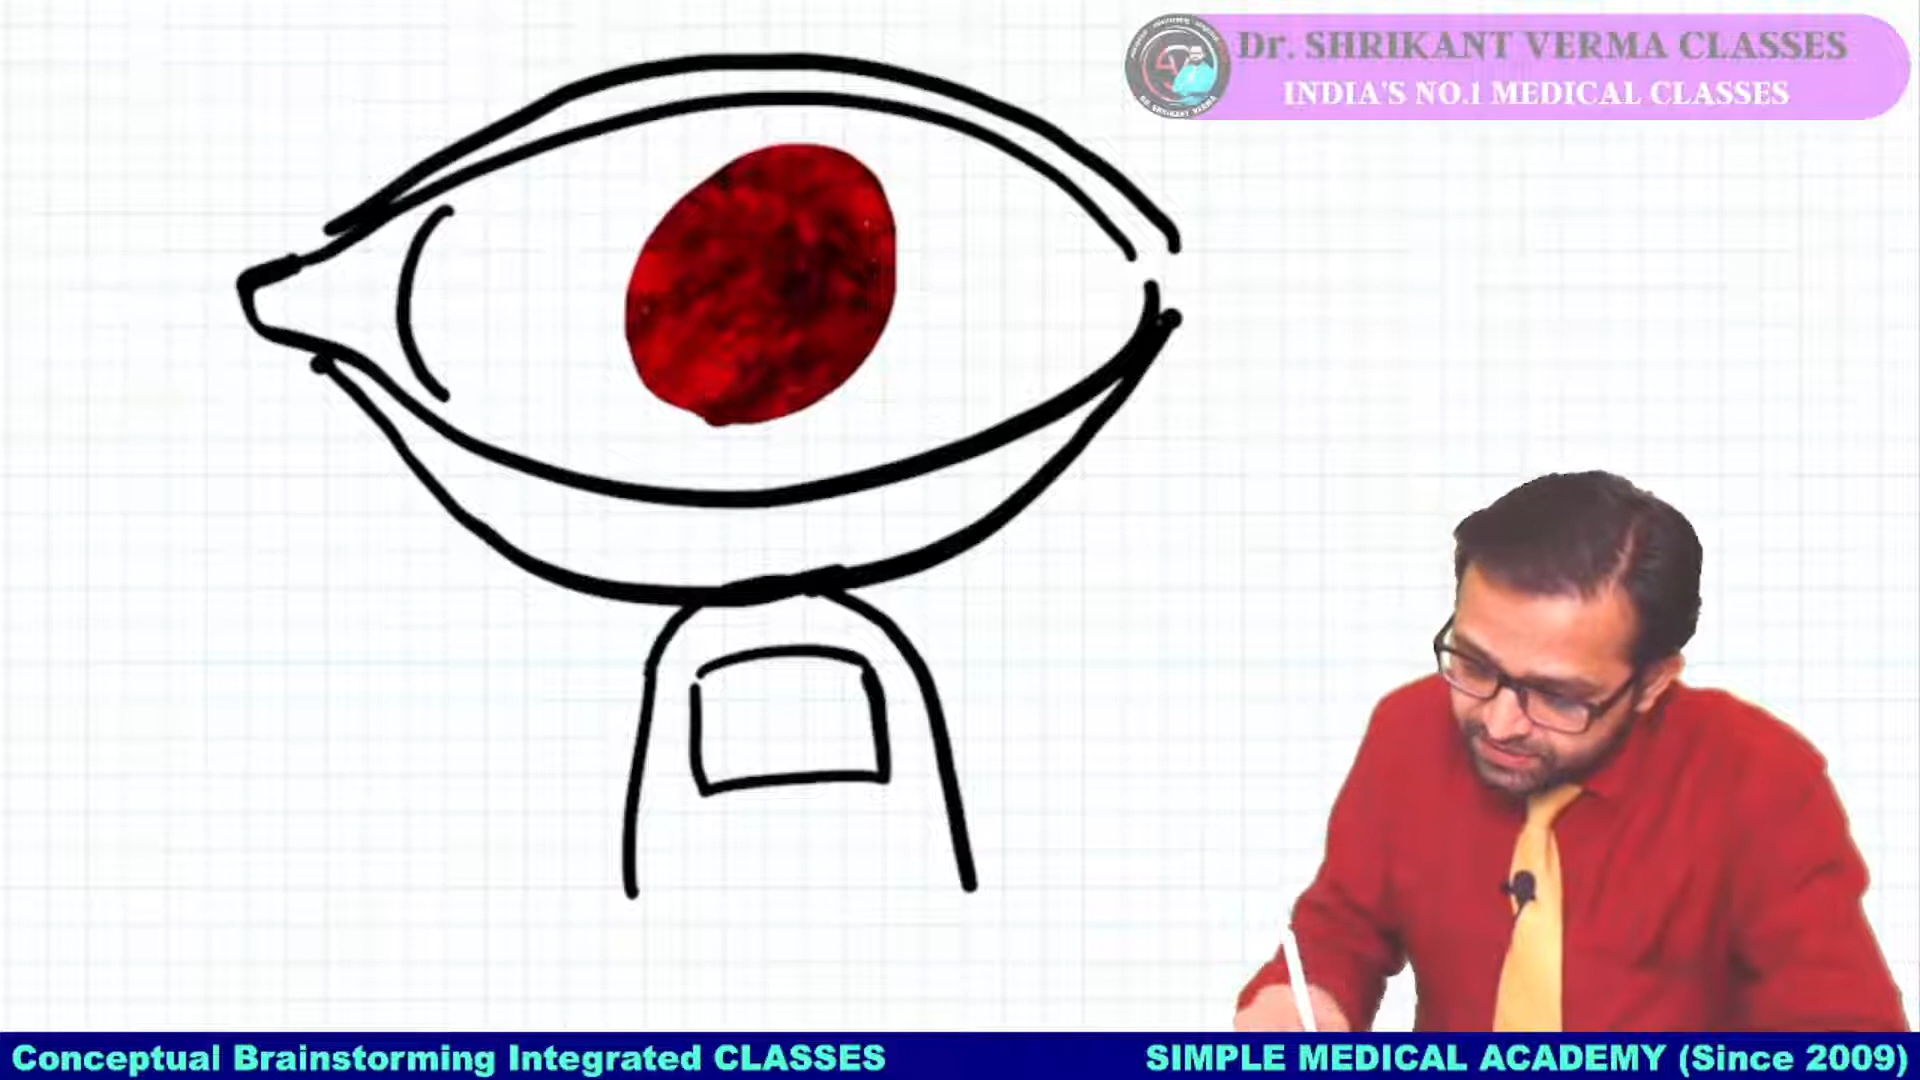 Dr. SHRIKANT VERMA CLASSES
INDIA'S NO.1 MEDICAL CLASSES
Conceptual Brainstorming Integrated CLASSES
SIMPLE MEDICAL ACADEMY (Since 2009)